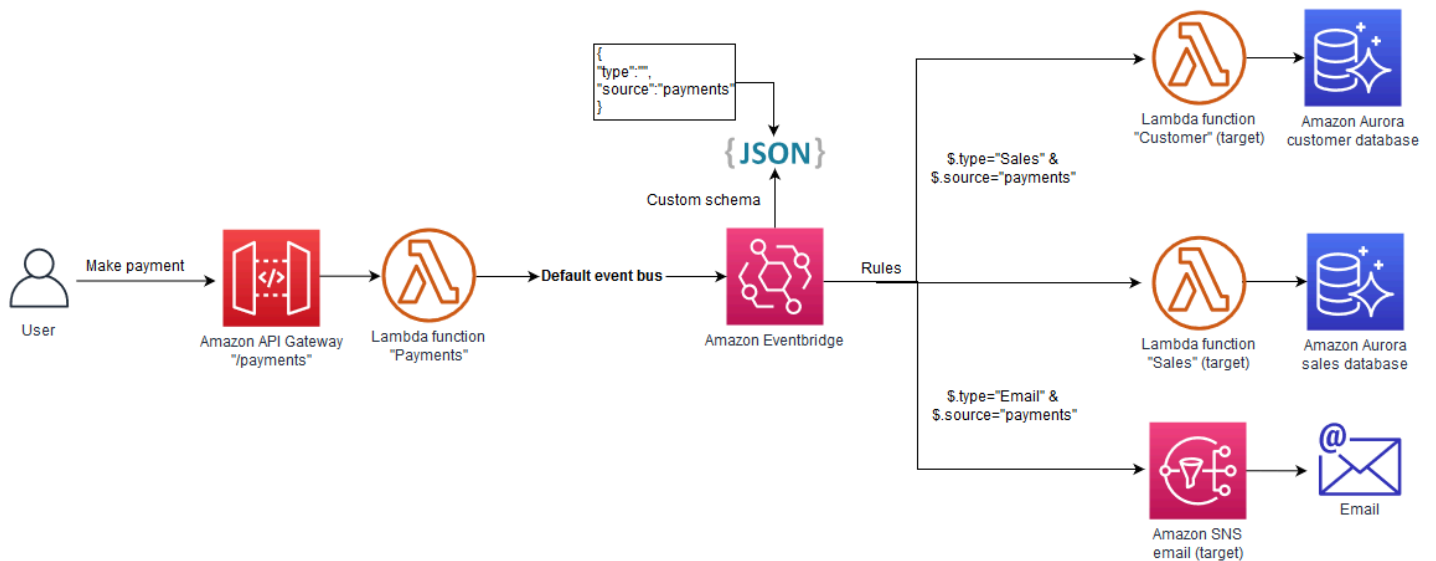 {
"type":"",
"source":"payments"
}
{JSON}
Custom schema
Make payment
User
Amazon API Gateway
"/payments"
Lambda function
"Payments"
Default event bus
Amazon Eventbridge
Rules
$.type="Sales" &
$.source="payments"
$.type="Email" &
$.source="payments"
Lambda function
"Customer" (target)
Amazon Aurora
customer database
Lambda function
"Sales" (target)
Amazon Aurora
sales database
Amazon SNS
email (target)
@
Email